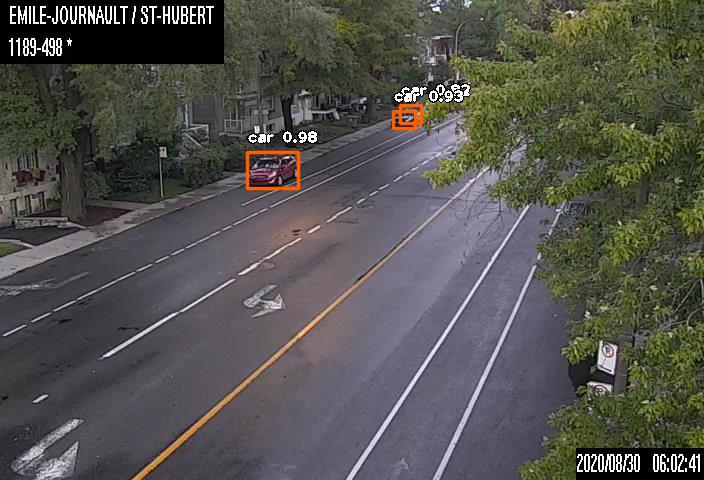 EMILE-JOURNAULT / ST-HUBERT
1189-498 *
car 0.93
car 0.98
2020/08/30 06:02:41